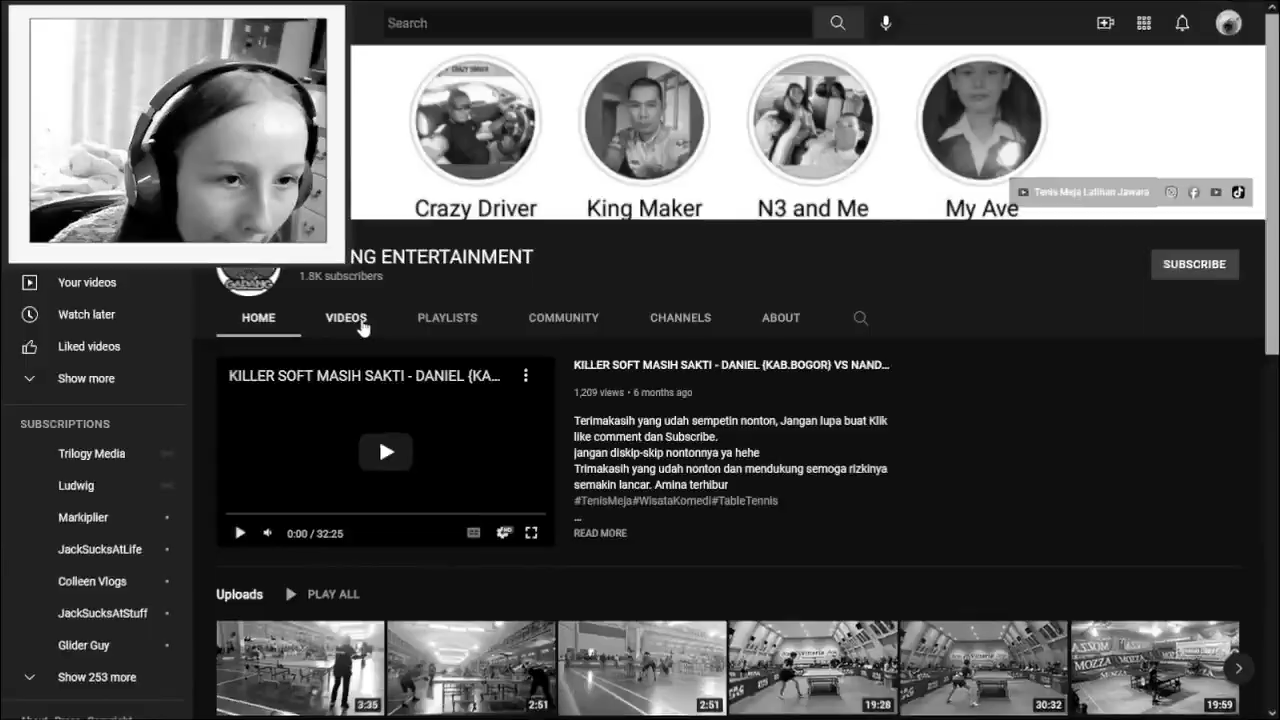 Search
Crazy Driver
King Maker
N3 and Me
My Ave
Tenis Meja Latihan Jawara
NG ENTERTAINMENT
1.8K subscribers
SUBSCRIBE
GADANG
HOME
VIDEOS
PLAYLISTS
COMMUNITY
CHANNELS
ABOUT
Your videos
Watch later
Liked videos
Show more
SUBSCRIPTIONS
Trilogy Media
Ludwig
Markiplier
JackSucksAtLife
Colleen Vlogs
JackSucksAtStuff
Glider Guy
Show 253 more
KILLER SOFT MASIH SAKTI - DANIEL {KA...
0:00 / 32:25
KILLER SOFT MASIH SAKTI - DANIEL {KAB.BOGOR} VS NAND...
1,209 views • 6 months ago
Terimakasih yang udah sempetin nonton, Jangan lupa buat Klik
like comment dan Subscribe.
jangan diskip-skip nontonnya ya hehe
Trimakasih yang udah nonton dan mendukung semoga rizkinya
semakin lancar. Amina terhibur
#TenisMeja#WisataKomedi#TableTennis
...
READ MORE
Uploads
PLAY ALL
3:35
2:51
2:51
19:28
30:32
MOZZA
19:59